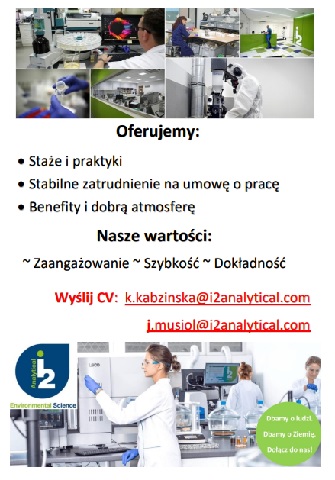 Oferujemy:
• Staże i praktyki
• Stabilne zatrudnienie na umowę o pracę
• Benefity i dobrą atmosferę
Nasze wartości:
~ Zaangażowanie ~ Szybkość ~ Dokładność
Wyślij CV: k.kabzinska@i2analytical.com
j.musiol@i2analytical.com
i2
Analytical
Environmental Science
Dbamy o ludzi.
Dbamy o Ziemię.
Dołącz do nas!